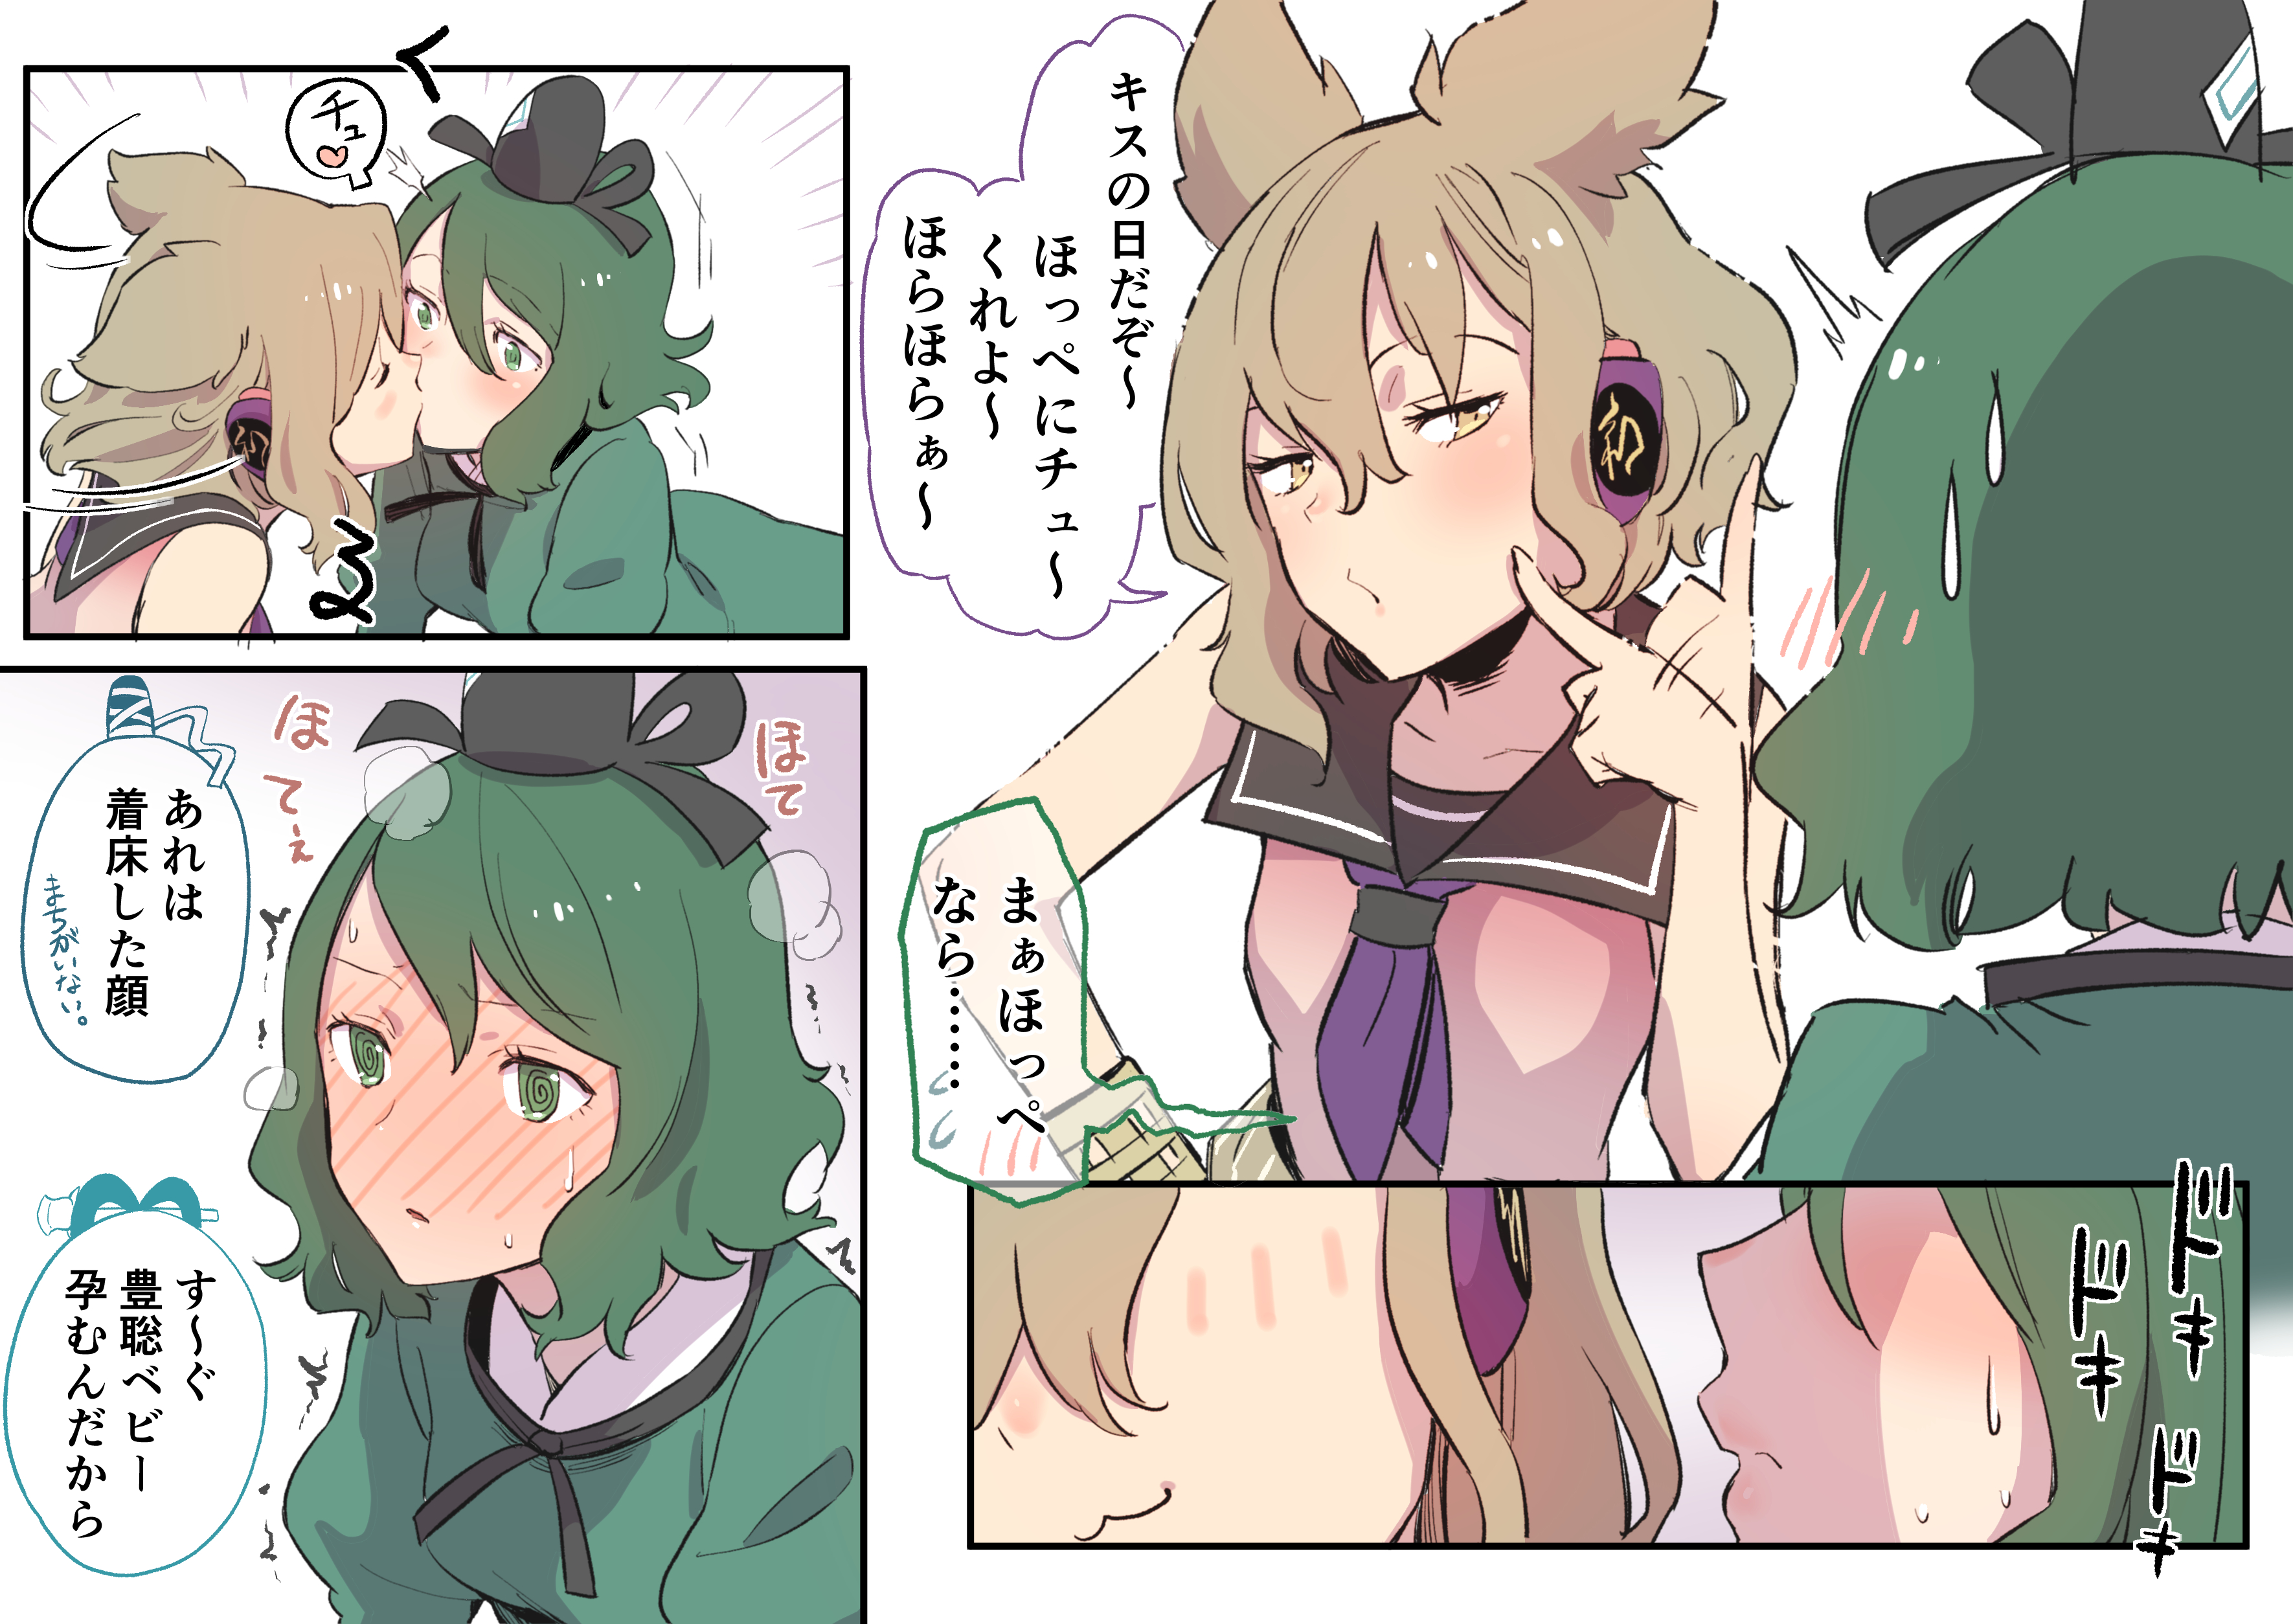 キスの日だぞ～
ほっぺにチュ～
くれよ～
ほらほらぁ～
まぁほっぺ
なら………
ドキ
ドキ
ドキ
くる
チュ
ほて
ほてぇ
あれは
着床した顔
まちがいない。
す～ぐ
豊聡ベビー
孕むんだから